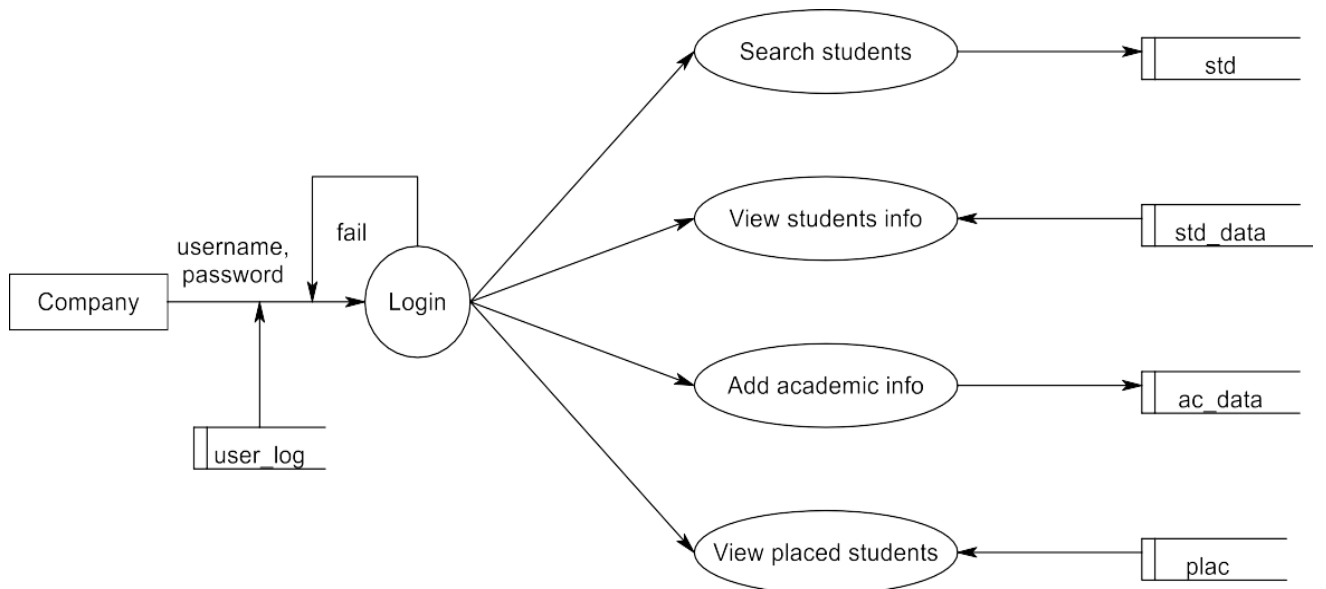 Search students
std
fail
username,
password
View students info
std_data
Company
Login
Add academic info
ac_data
user_log
View placed students
plac